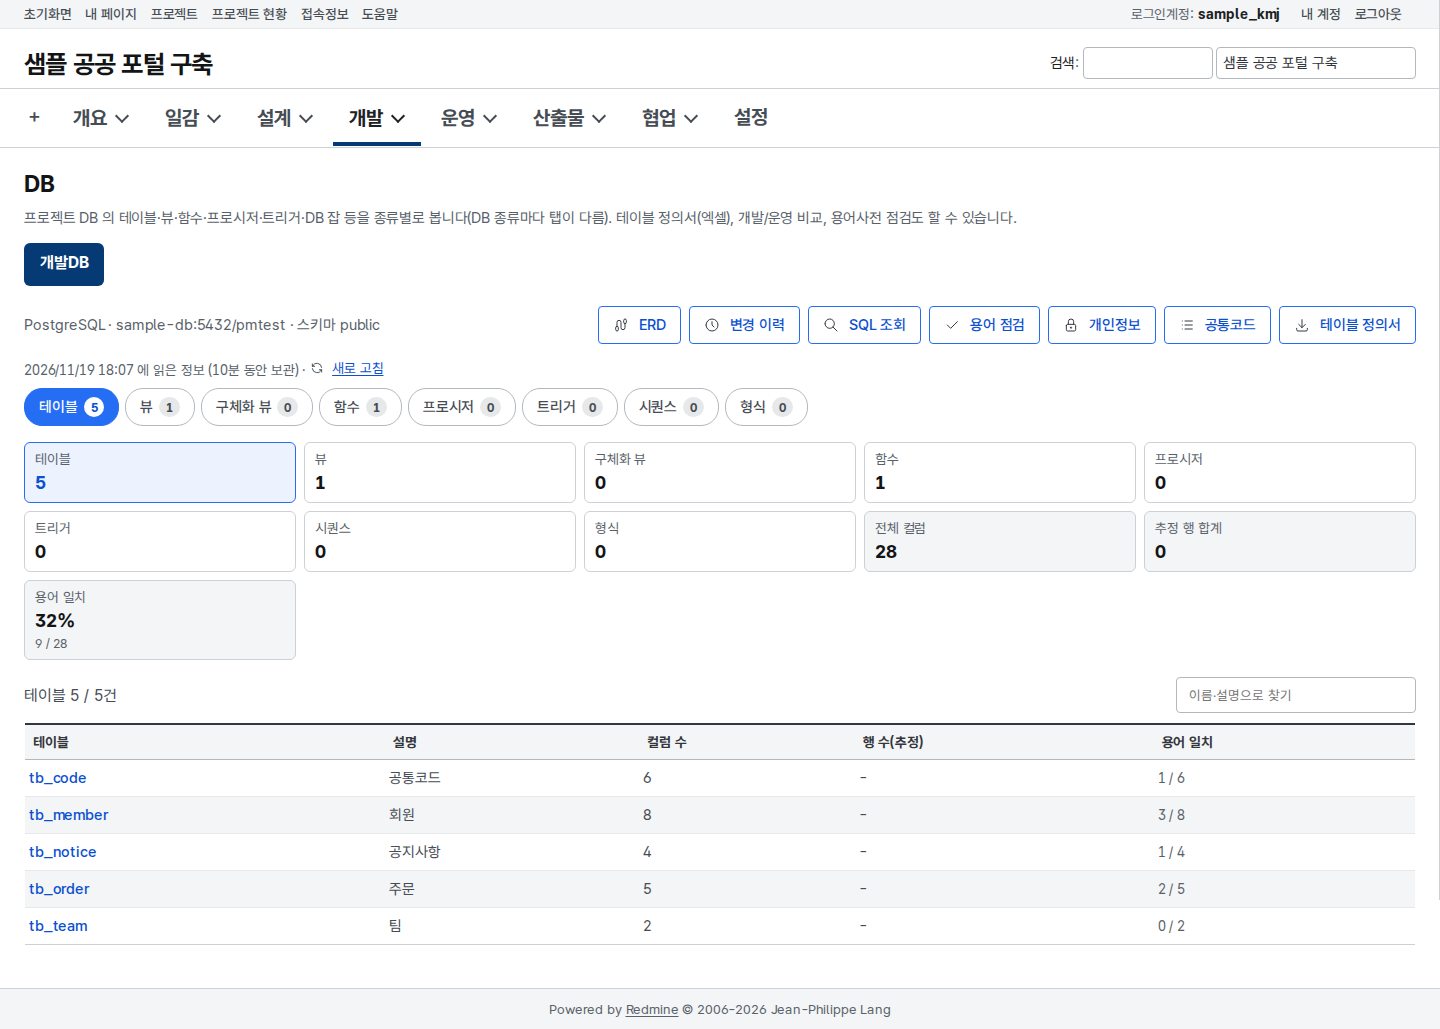 초기화면 내 페이지 프로젝트 프로젝트 현황 접속정보 도움말 로그인계정: sample_kmj 내 계정 로그아웃
샘플 공공 포털 구축 검색: 샘플 공공 포털 구축
+ 개요 일감 설계 개발 운영 산출물 협업 설정
DB
프로젝트 DB 의 테이블·뷰·함수·프로시저·트리거·DB 잡 등을 종류별로 봅니다(DB 종류마다 탭이 다름). 테이블 정의서(엑셀), 개발/운영 비교, 용어사전 점검도 할 수 있습니다.
개발DB
PostgreSQL · sample-db:5432/pmtest · 스키마 public ERD 변경 이력 SQL 조회 용어 점검 개인정보 공통코드 테이블 정의서
2026/11/19 18:07 에 읽은 정보 (10분 동안 보관) · 새로 고침
테이블 5 뷰 1 구체화 뷰 0 함수 1 프로시저 0 트리거 0 시퀀스 0 형식 0
테이블 뷰 구체화 뷰 함수 프로시저
5 1 0 1 0
트리거 시퀀스 형식 전체 컬럼 추정 행 합계
0 0 0 28 0
용어 일치
32%
9 / 28
테이블 5 / 5건 이름·설명으로 찾기
테이블 설명 컬럼 수 행 수(추정) 용어 일치
tb_code 공통코드 6 - 1 / 6
tb_member 회원 8 - 3 / 8
tb_notice 공지사항 4 - 1 / 4
tb_order 주문 5 - 2 / 5
tb_team 팀 2 - 0 / 2
Powered by Redmine © 2006-2026 Jean-Philippe Lang